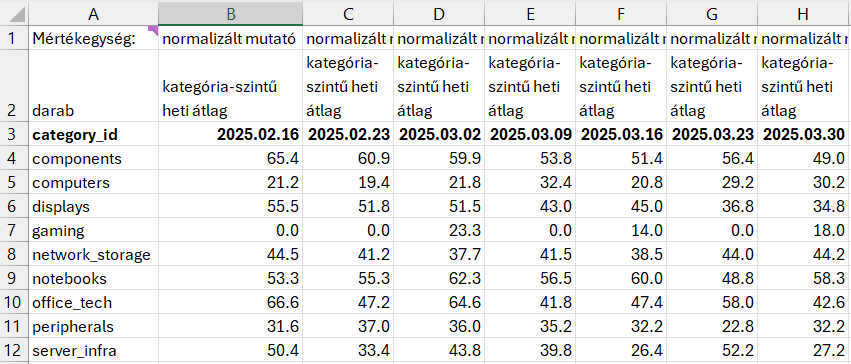 A B C D E F G H
1 Mértékegység: normalizált mutató normalizált m normalizált m normalizált m normalizált m normalizált m normalizált m
kategória- kategória- kategória- kategória- kategória- kategória-
kategória-szintű szintű heti szintű heti szintű heti szintű heti szintű heti szintű heti
2 darab heti átlag átlag átlag átlag átlag átlag átlag
3 category_id 2025.02.16 2025.02.23 2025.03.02 2025.03.09 2025.03.16 2025.03.23 2025.03.30
4 components 65.4 60.9 59.9 53.8 51.4 56.4 49.0
5 computers 21.2 19.4 21.8 32.4 20.8 29.2 30.2
6 displays 55.5 51.8 51.5 43.0 45.0 36.8 34.8
7 gaming 0.0 0.0 23.3 0.0 14.0 0.0 18.0
8 network_storage 44.5 41.2 37.7 41.5 38.5 44.0 44.2
9 notebooks 53.3 55.3 62.3 56.5 60.0 48.8 58.3
10 office_tech 66.6 47.2 64.6 41.8 47.4 58.0 42.6
11 peripherals 31.6 37.0 36.0 35.2 32.2 22.8 32.2
12 server_infra 50.4 33.4 43.8 39.8 26.4 52.2 27.2